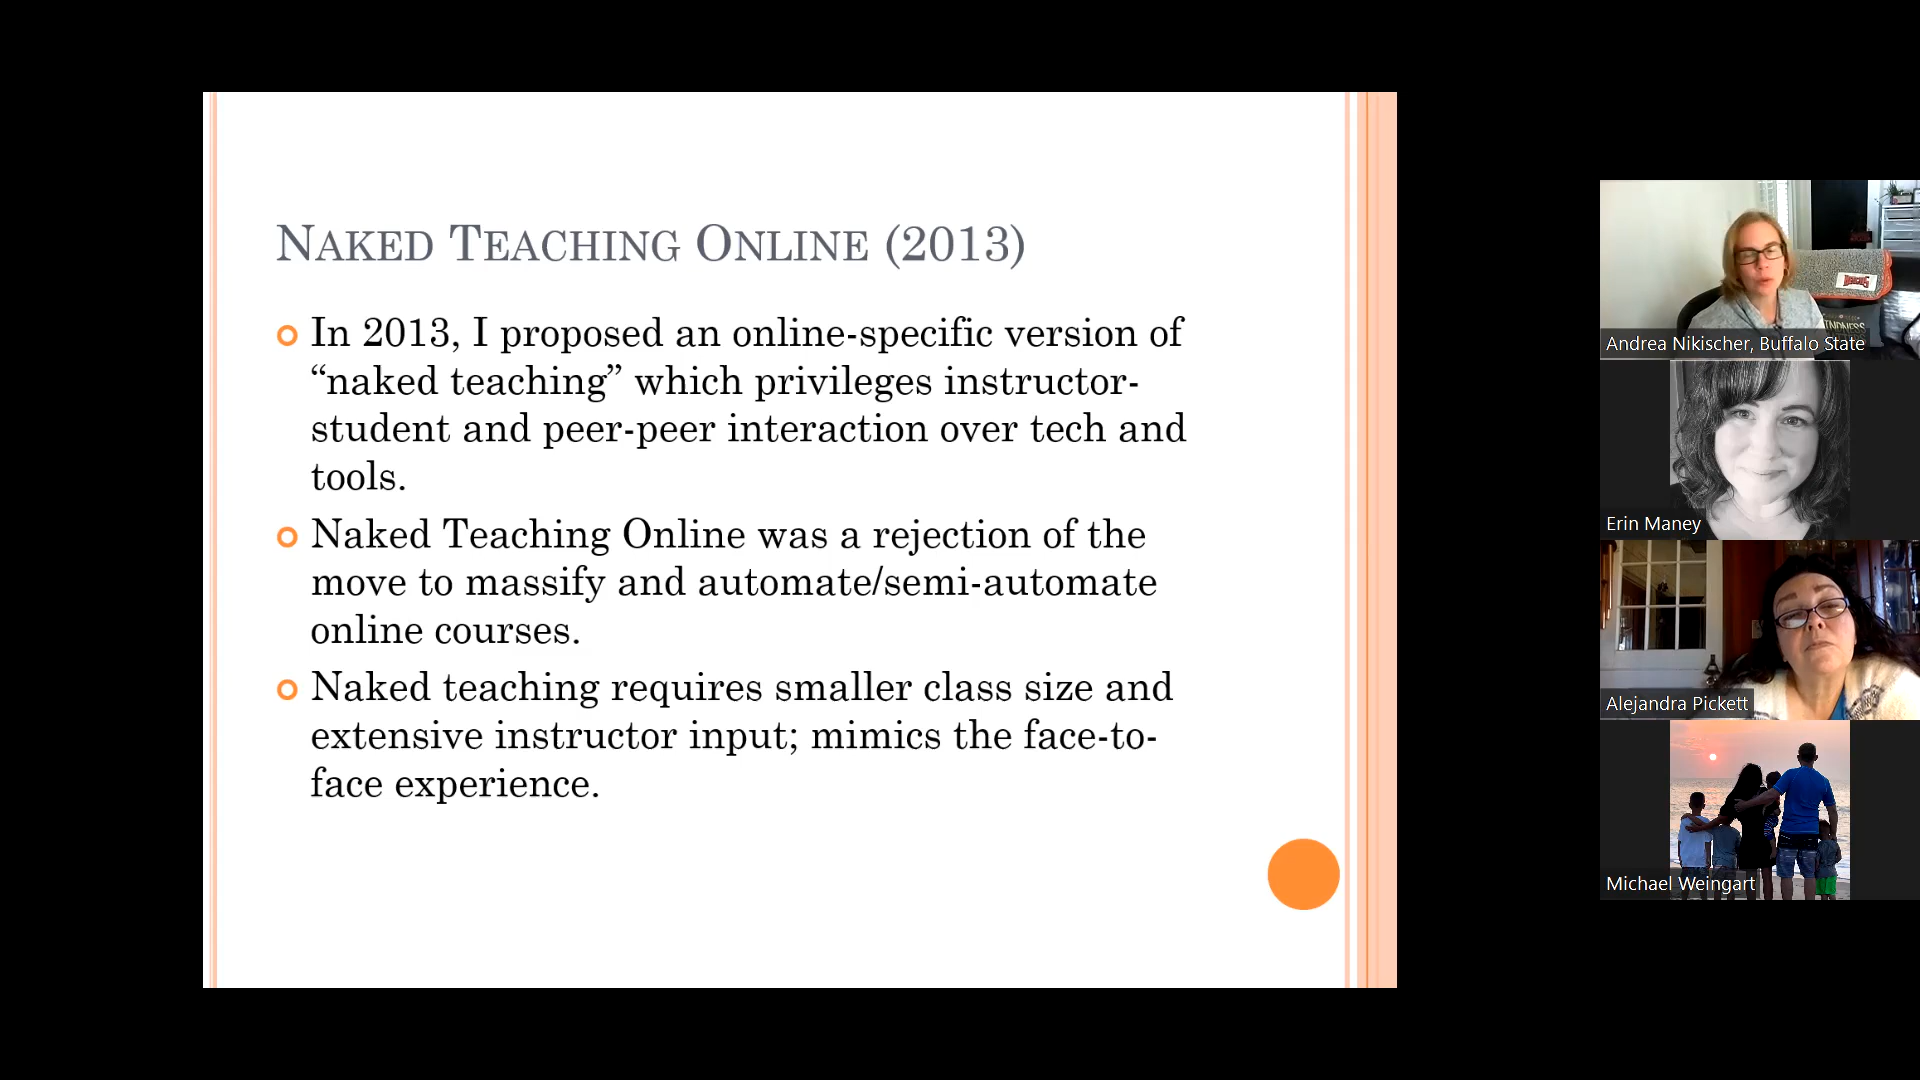 NAKED TEACHING ONLINE (2013)
In 2013, I proposed an online-specific version of
“naked teaching” which privileges instructor-
student and peer-peer interaction over tech and
tools.
Naked Teaching Online was a rejection of the
move to massify and automate/semi-automate
online courses.
Naked teaching requires smaller class size and
extensive instructor input; mimics the face-to-
face experience.
Andrea Nikischer, Buffalo State
Erin Maney
Alejandra Pickett
Michael Weingart